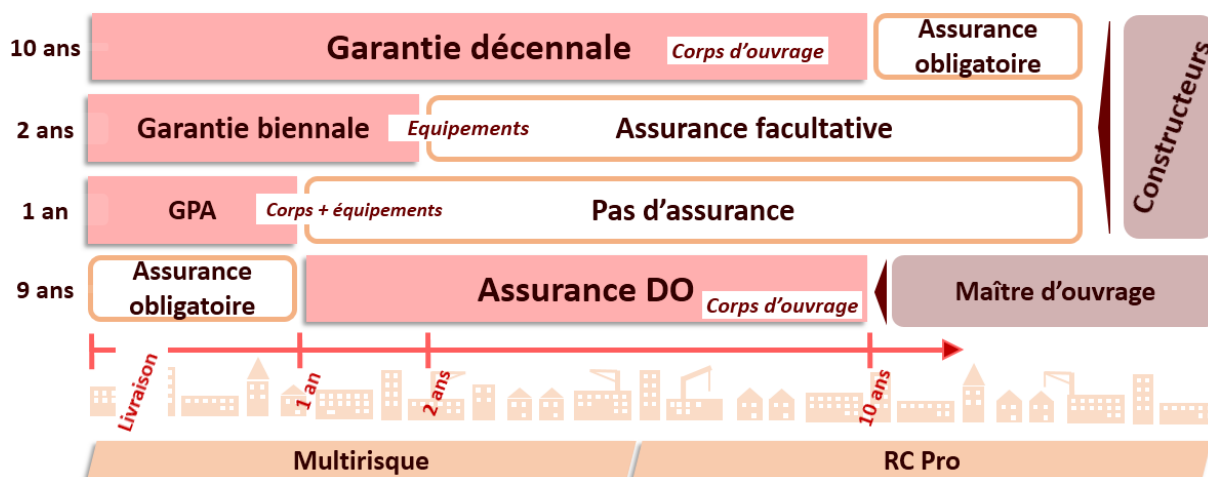 10 ans
Garantie décennale
Corps d'ouvrage
Assurance
obligatoire
Constructeurs
2 ans
Garantie biennale
Equipements
Assurance facultative
1 an
GPA
Corps + équipements
Pas d'assurance
9 ans
Assurance
obligatoire
Assurance DO
Corps d'ouvrage
Maître d'ouvrage
Livraison
1 an
2 ans
10 ans
Multirisque
RC Pro